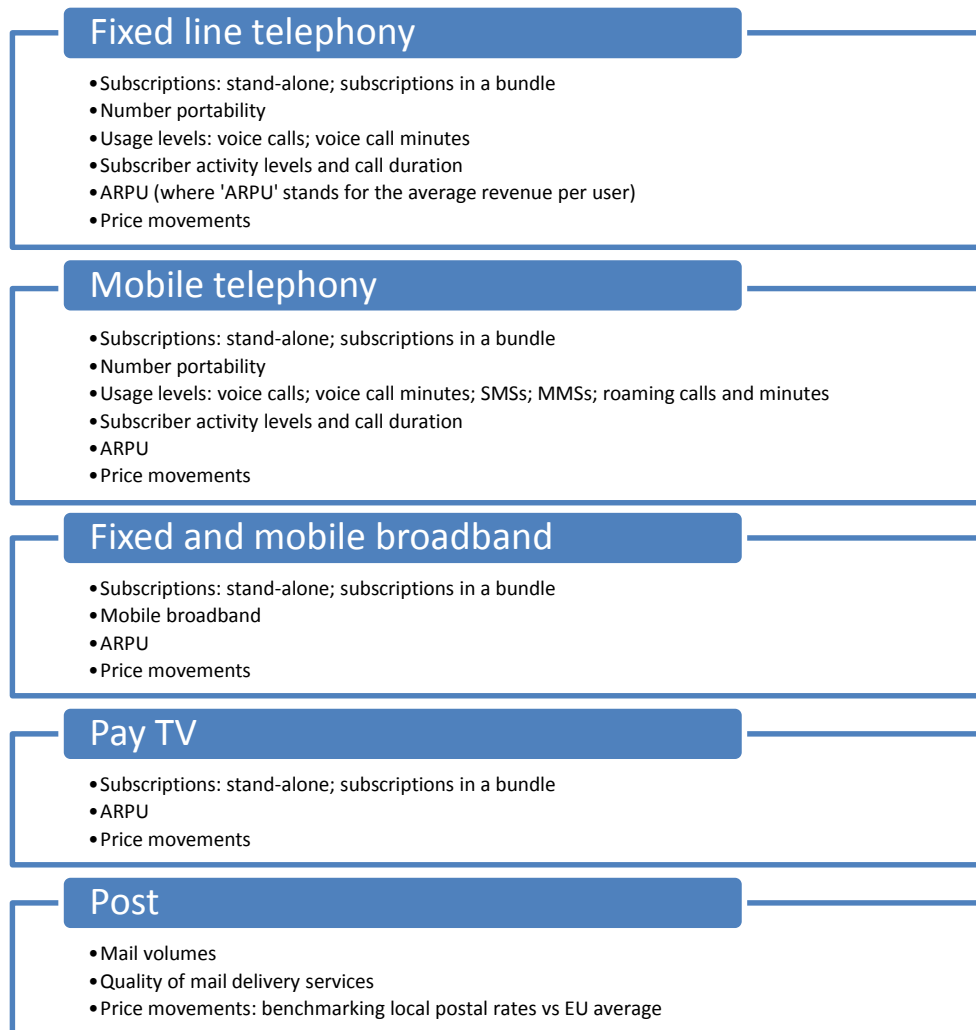 Fixed line telephony
•Subscriptions: stand-alone; subscriptions in a bundle
•Number portability
•Usage levels: voice calls; voice call minutes
•Subscriber activity levels and call duration
•ARPU (where 'ARPU' stands for the average revenue per user)
•Price movements
Mobile telephony
•Subscriptions: stand-alone; subscriptions in a bundle
•Number portability
•Usage levels: voice calls; voice call minutes; SMSs; MMSs; roaming calls and minutes
•Subscriber activity levels and call duration
•ARPU
•Price movements
Fixed and mobile broadband
•Subscriptions: stand-alone; subscriptions in a bundle
•Mobile broadband
•ARPU
•Price movements
Pay TV
•Subscriptions: stand-alone; subscriptions in a bundle
•ARPU
•Price movements
Post
•Mail volumes
•Quality of mail delivery services
•Price movements: benchmarking local postal rates vs EU average